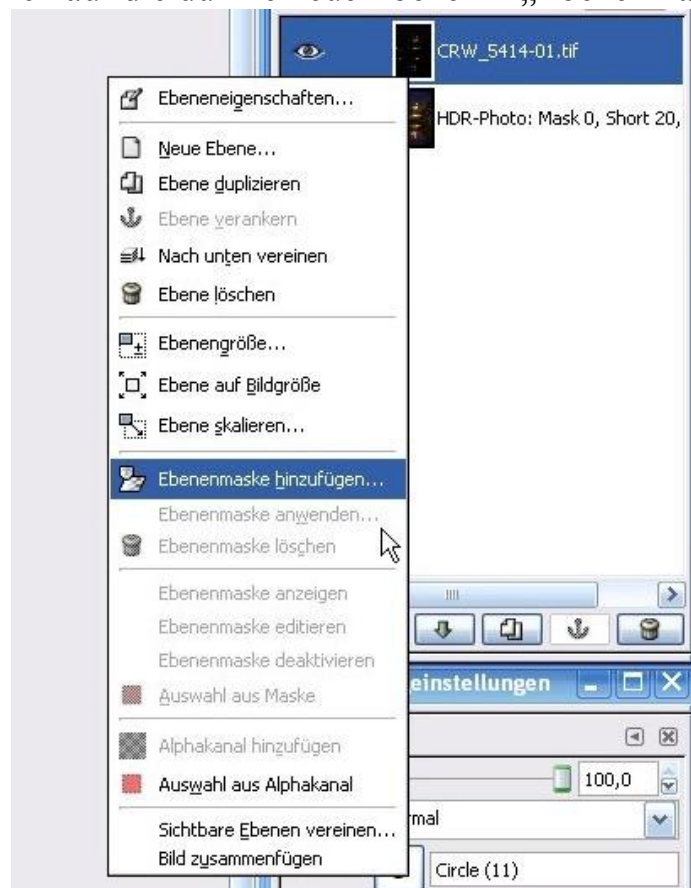 CRW_5414-01.tif
HDR-Photo: Mask 0, Short 20,
Ebeneneigenschaften...
Neue Ebene...
Ebene duplizieren
Ebene verankern
Nach unten vereinen
Ebene löschen
Ebenengröße...
Ebene auf Bildgröße
Ebene skalieren...
Ebenenmaske hinzufügen...
Ebenenmaske anwenden...
Ebenenmaske löschen
Ebenenmaske anzeigen
Ebenenmaske editieren
Ebenenmaske deaktivieren
Auswahl aus Maske
Alphakanal hinzufügen
Auswahl aus Alphakanal
Sichtbare Ebenen vereinen...
Bild zusammenfügen
einstellungen
100,0
mal
Circle (11)